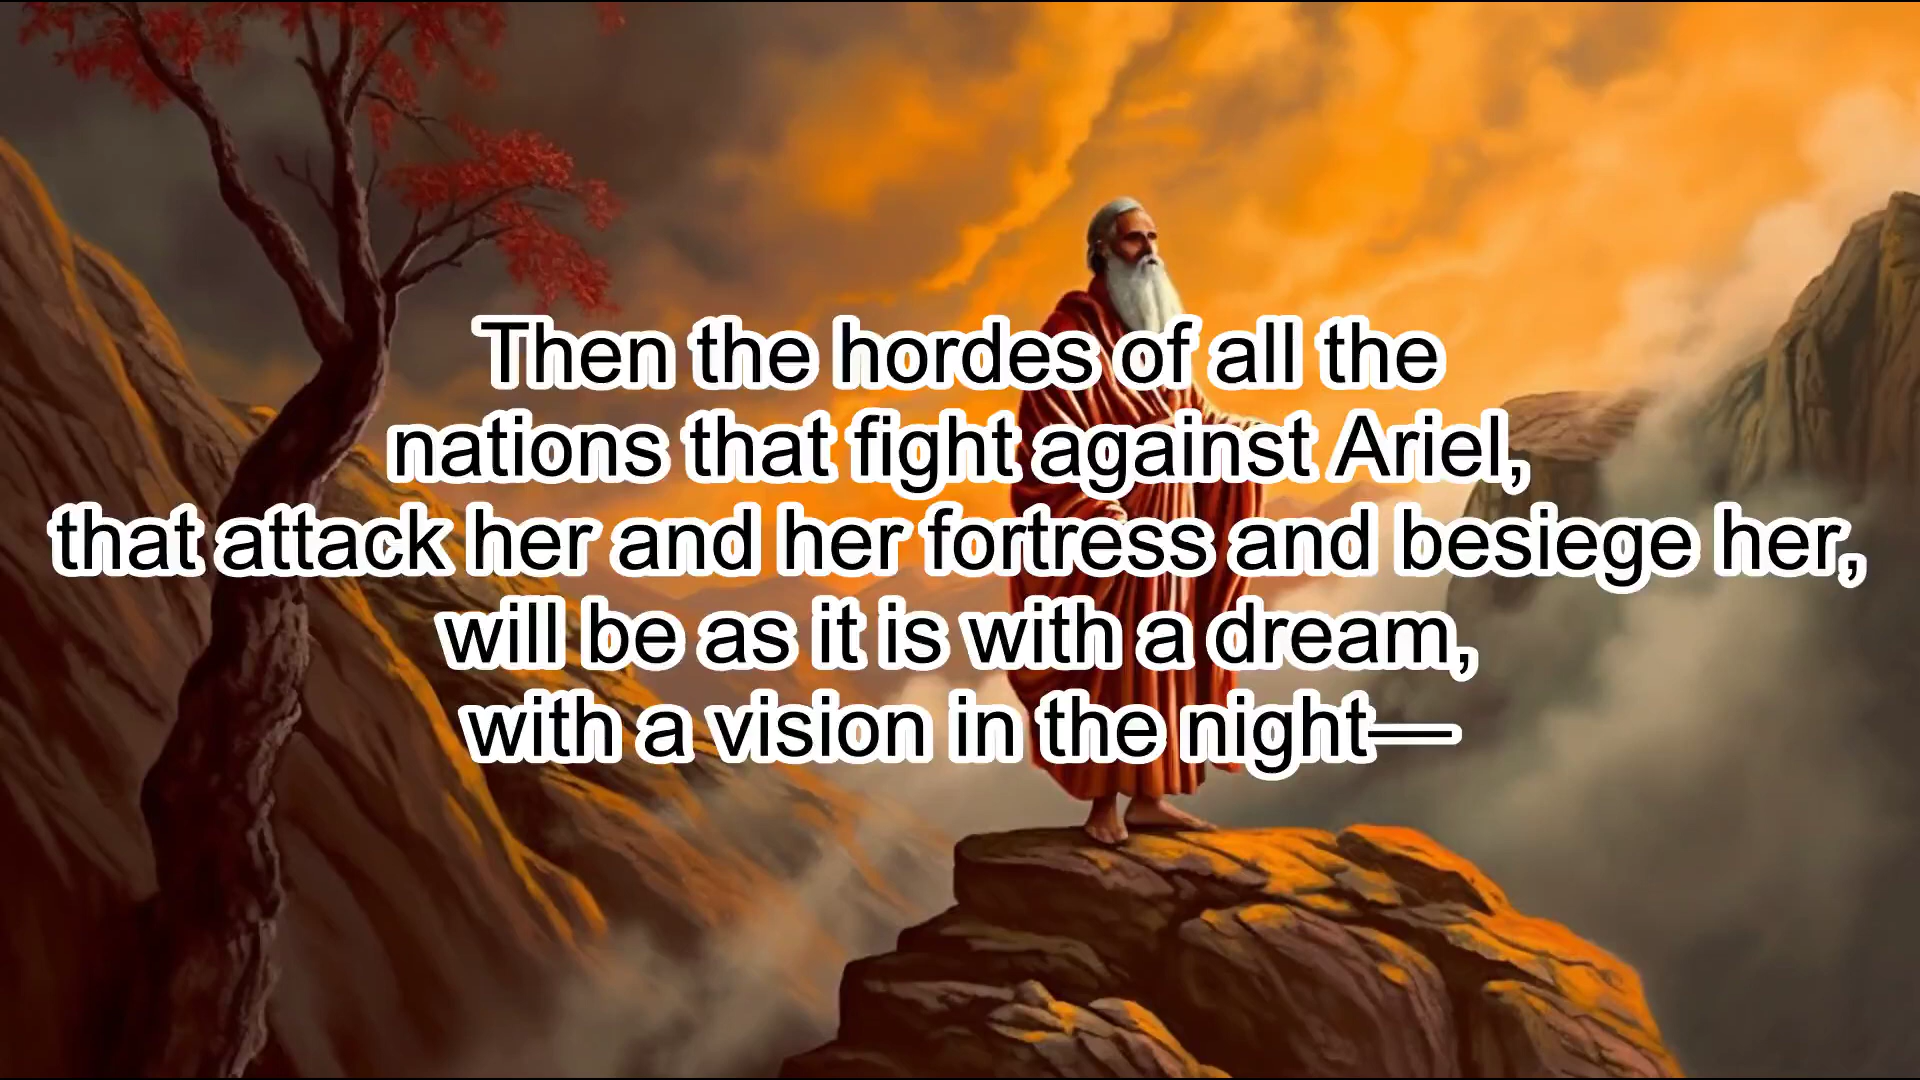 Then the hordes of all the
nations that fight against Ariel,
that attack her and her fortress and besiege her,
will be as it is with a dream,
with a vision in the night—